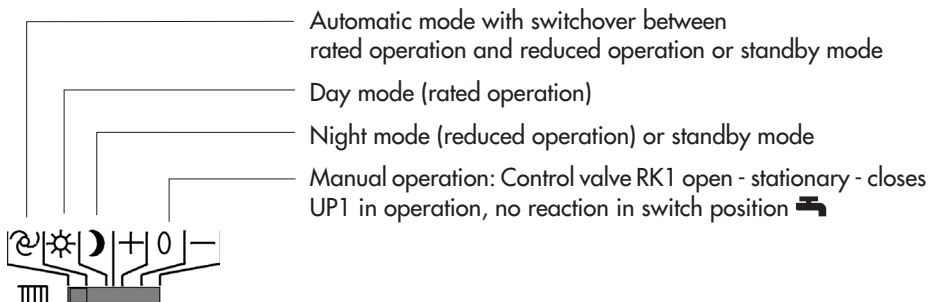 Automatic mode with switchover between
rated operation and reduced operation or standby mode
Day mode (rated operation)
Night mode (reduced operation) or standby mode
Manual operation: Control valve RK1 open - stationary - closes
UP1 in operation, no reaction in switch position
+ 0 −